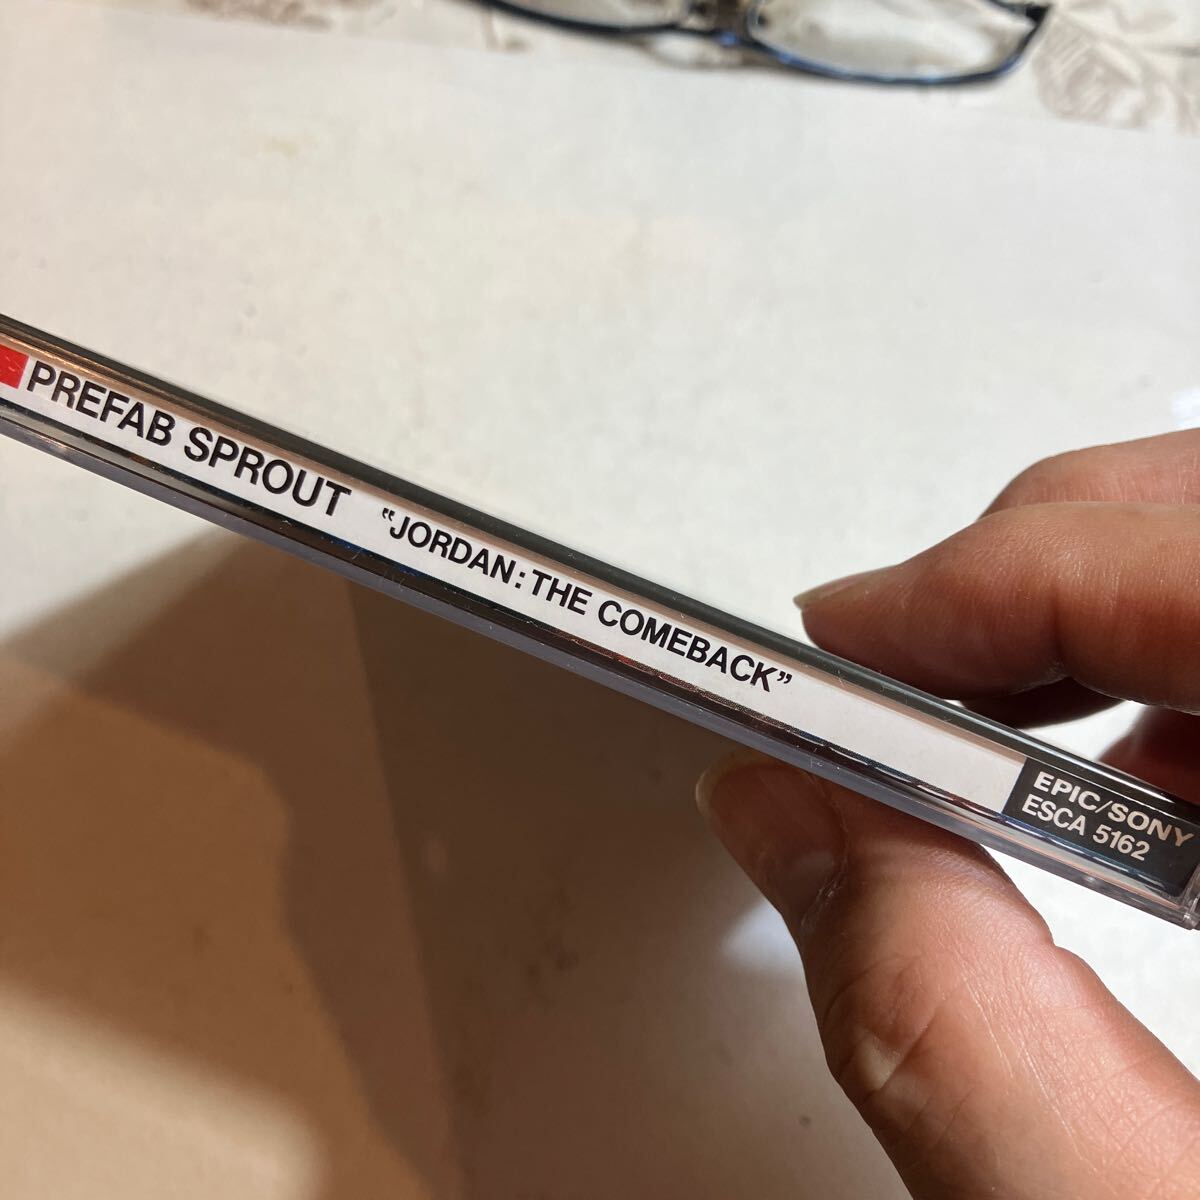 PREFAB SPROUT “JORDAN: THE COMEBACK”
EPIC/SONY
ESCA 5162